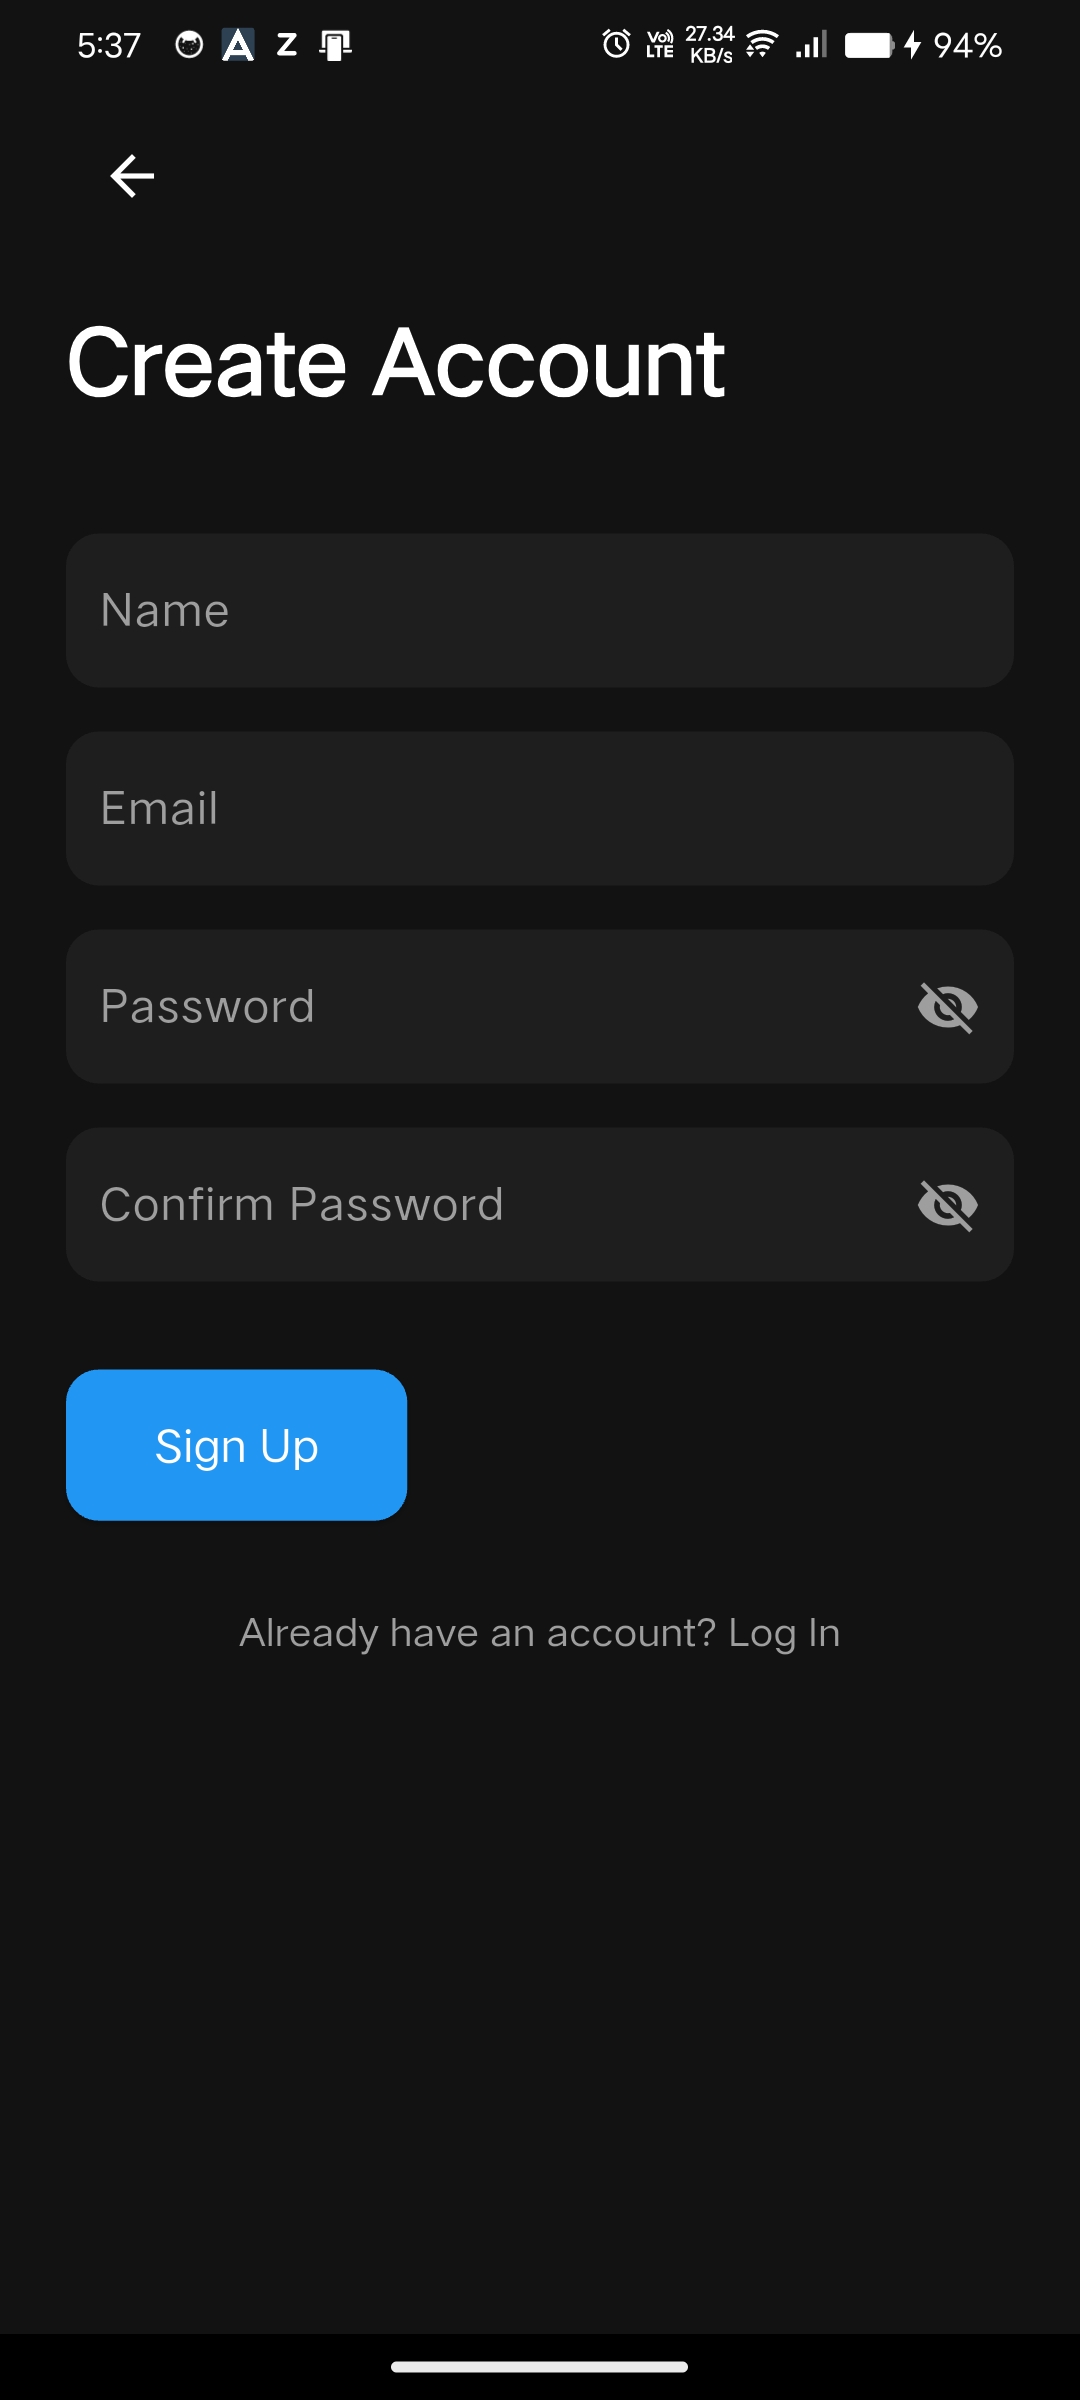 5:37 Z Vo LTE 27.34 KB/s 94%
Create Account
Name
Email
Password
Confirm Password
Sign Up
Already have an account? Log In